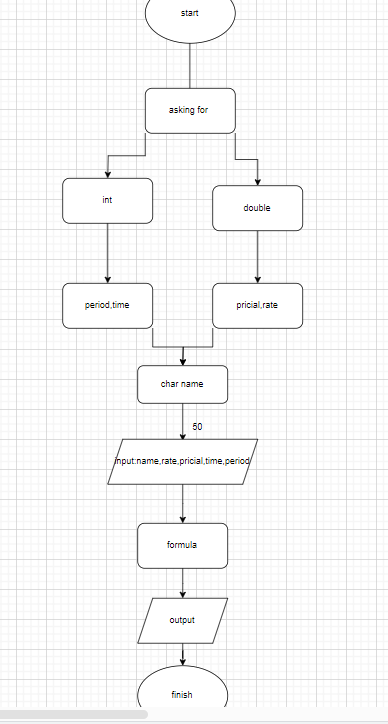 start
asking for
int
double
period,time
pricial,rate
char name
50
input:name,rate,pricial,time,period
formula
output
finish